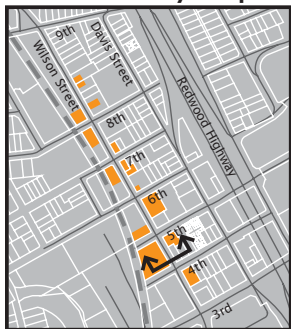 9th
Davis Street
Wilson Street
8th
Redwood Highway
7th
6th
5th
4th
3rd